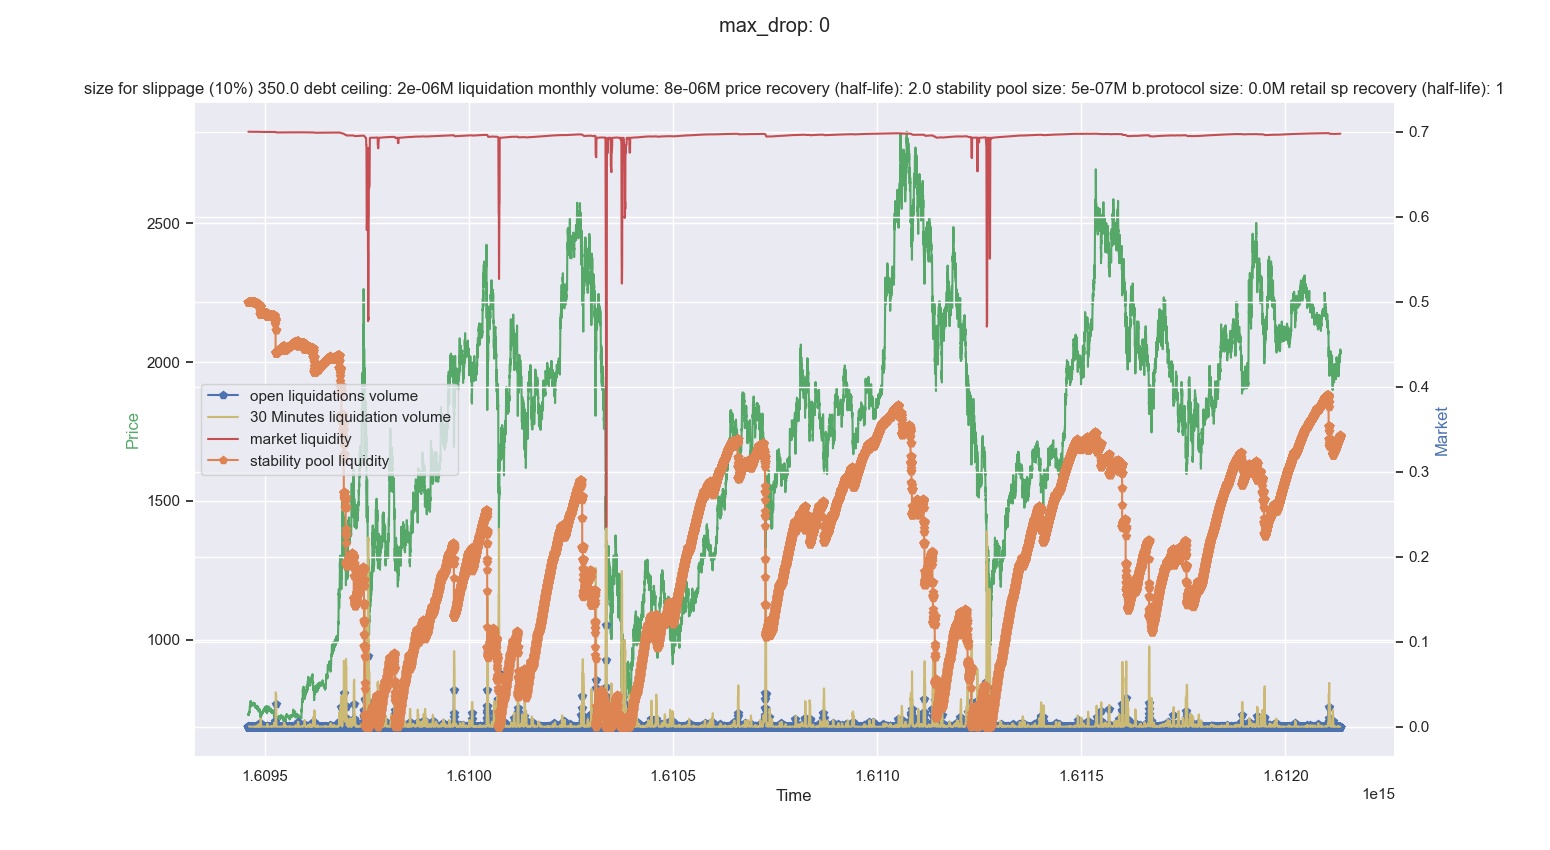 max_drop: 0
size for slippage (10%) 350.0 debt ceiling: 2e-06M liquidation monthly volume: 8e-06M price recovery (half-life): 2.0 stability pool size: 5e-07M b.protocol size: 0.0M retail sp recovery (half-life): 1
0.7
2500
0.6
0.5
2000
0.4
open liquidations volume
30 Minutes liquidation volume
market liquidity
stability pool liquidity
Price
Market
0.3
1500
0.2
1000
0.1
0.0
1.6095 1.6100 1.6105 1.6110 1.6115 1.6120
Time
1e15